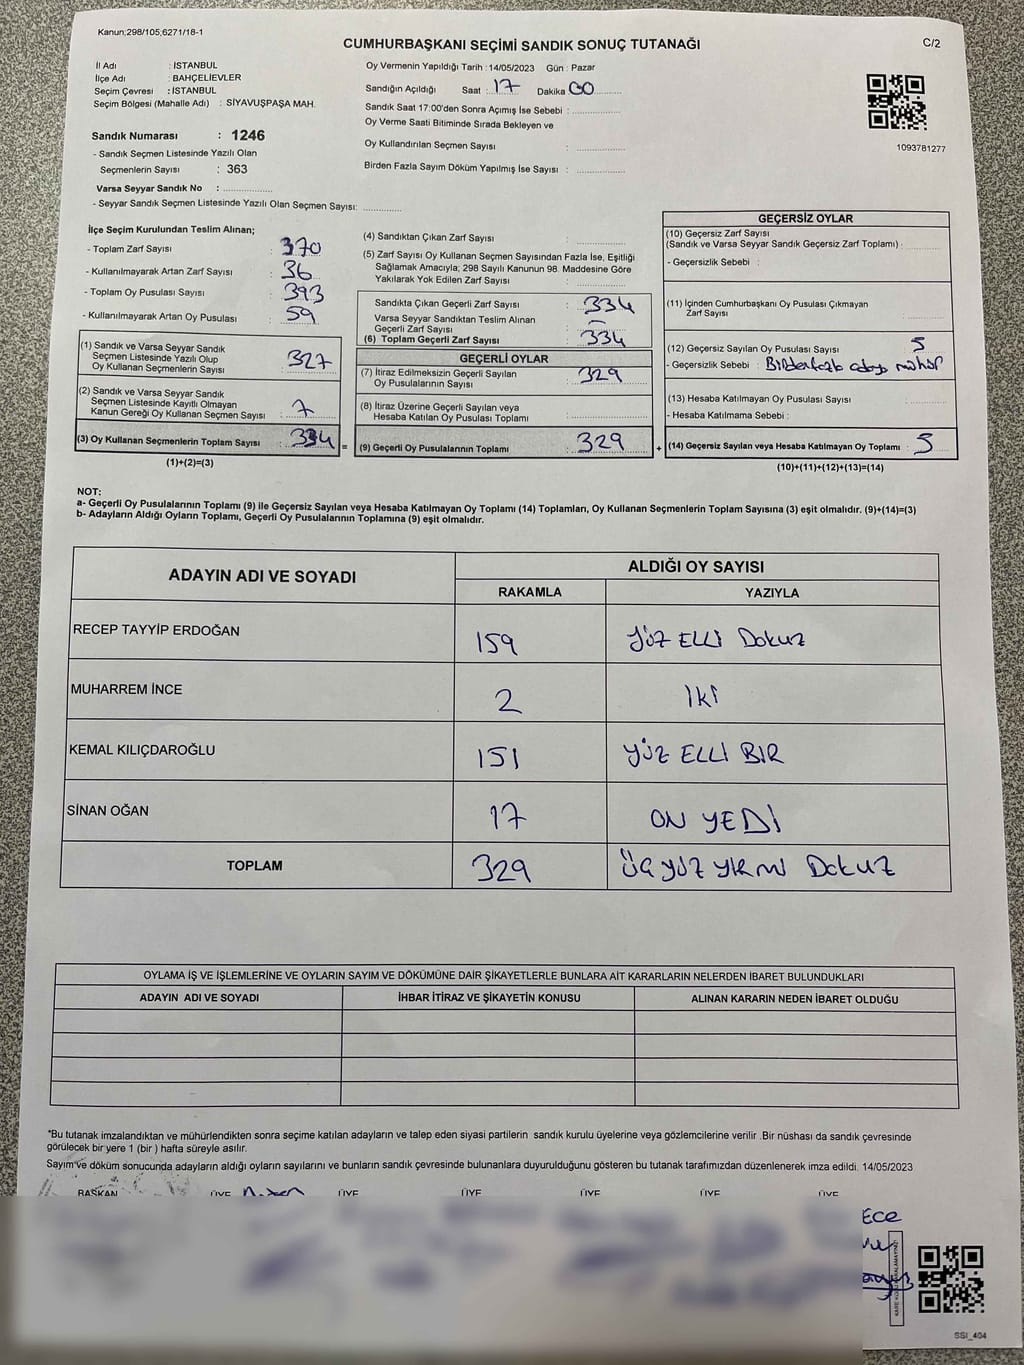 Kanun;298/105,6271/18-1
CUMHURBAŞKANI SEÇİMİ SANDIK SONUÇ TUTANAĞI
C/2
İl Adı : İSTANBUL
İlçe Adı : BAHÇELİEVLER
Seçim Çevresi : İSTANBUL
Seçim Bölgesi (Mahalle Adı) : SİYAVUŞPAŞA MAH.
Oy Vermenin Yapıldığı Tarih : 14/05/2023 Gün : Pazar
Sandığın Açıldığı Saat : 17 Dakika 00
Sandık Saat 17:00'den Sonra Açımış İse Sebebi :
Oy Verme Saati Bitiminde Sırada Bekleyen ve
Oy Kullandırılan Seçmen Sayısı :
Birden Fazla Sayım Döküm Yapılmış İse Sayısı :
1093781277
Sandık Numarası : 1246
- Sandık Seçmen Listesinde Yazılı Olan
Seçmenlerin Sayısı : 363
Varsa Seyyar Sandık No :
- Seyyar Sandık Seçmen Listesinde Yazılı Olan Seçmen Sayısı:
İlçe Seçim Kurulundan Teslim Alınan;
- Toplam Zarf Sayısı : 370
- Kullanılmayarak Artan Zarf Sayısı : 36
- Toplam Oy Pusulası Sayısı : 393
- Kullanılmayarak Artan Oy Pusulası : 59
(1) Sandık ve Varsa Seyyar Sandık
Seçmen Listesinde Yazılı Olup
Oy Kullanan Seçmenlerin Sayısı : 327
(2) Sandık ve Varsa Seyyar Sandık
Seçmen Listesinde Kayıtlı Olmayan
Kanun Gereği Oy Kullanan Seçmen Sayısı : 7
(3) Oy Kullanan Seçmenlerin Toplam Sayısı : 334 =
(1)+(2)=(3)
(4) Sandıktan Çıkan Zarf Sayısı :
(5) Zarf Sayısı Oy Kullanan Seçmen Sayısından Fazla İse, Eşitliği
Sağlamak Amacıyla; 298 Sayılı Kanunun 98. Maddesine Göre
Yakılarak Yok Edilen Zarf Sayısı :
Sandıkta Çıkan Geçerli Zarf Sayısı : 334
Varsa Seyyar Sandıktan Teslim Alınan
Geçerli Zarf Sayısı : –
(6) Toplam Geçerli Zarf Sayısı : 334
GEÇERLİ OYLAR
(7) İtiraz Edilmeksizin Geçerli Sayılan
Oy Pusulalarının Sayısı : 329
(8) İtiraz Üzerine Geçerli Sayılan veya
Hesaba Katılan Oy Pusulası Toplamı :
(9) Geçerli Oy Pusulalarının Toplamı : 329 +
GEÇERSİZ OYLAR
(10) Geçersiz Zarf Sayısı
(Sandık ve Varsa Seyyar Sandık Geçersiz Zarf Toplamı) :
- Geçersizlik Sebebi :
(11) İçinden Cumhurbaşkanı Oy Pusulası Çıkmayan
Zarf Sayısı :
(12) Geçersiz Sayılan Oy Pusulası Sayısı : 5
- Geçersizlik Sebebi : Birden fazla aday mühür
(13) Hesaba Katılmayan Oy Pusulası Sayısı :
- Hesaba Katılmama Sebebi :
(14) Geçersiz Sayılan veya Hesaba Katılmayan Oy Toplamı : 5
(10)+(11)+(12)+(13)=(14)
NOT:
a- Geçerli Oy Pusulalarının Toplamı (9) ile Geçersiz Sayılan veya Hesaba Katılmayan Oy Toplamı (14) Toplamları, Oy Kullanan Seçmenlerin Toplam Sayısına (3) eşit olmalıdır. (9)+(14)=(3)
b- Adayların Aldığı Oyların Toplamı, Geçerli Oy Pusulalarının Toplamına (9) eşit olmalıdır.
ADAYIN ADI VE SOYADI ALDIĞI OY SAYISI
RAKAMLA YAZIYLA
RECEP TAYYİP ERDOĞAN 159 YÜZ ELLİ DOKUZ
MUHARREM İNCE 2 İKİ
KEMAL KILIÇDAROĞLU 151 YÜZ ELLİ BİR
SİNAN OĞAN 17 ON YEDİ
TOPLAM 329 ÜÇ YÜZ YİRMİ DOKUZ
OYLAMA İŞ VE İŞLEMLERİNE VE OYLARIN SAYIM VE DÖKÜMÜNE DAİR ŞİKAYETLERLE BUNLARA AİT KARARLARIN NELERDEN İBARET BULUNDUKLARI
ADAYIN ADI VE SOYADI İHBAR İTİRAZ VE ŞİKAYETİN KONUSU ALINAN KARARIN NEDEN İBARET OLDUĞU
*Bu tutanak imzalandıktan ve mühürlendikten sonra seçime katılan adayların ve talep eden siyasi partilerin sandık kurulu üyelerine veya gözlemcilerine verilir .Bir nüshası da sandık çevresinde
görülecek bir yere 1 (bir ) hafta süreyle asılır.
Sayım ve döküm sonucunda adayların aldığı oyların sayılarını ve bunların sandık çevresinde bulunanlara duyurulduğunu gösteren bu tutanak tarafımızdan düzenlenerek imza edildi. 14/05/2023
BAŞKAN ÜYE ÜYE ÜYE ÜYE ÜYE ÜYE
Ece
SSI_404